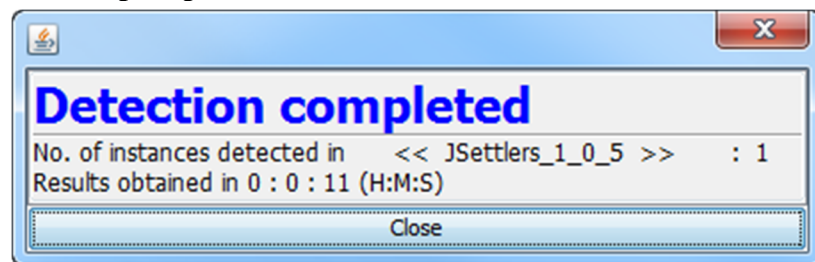 Detection completed
No. of instances detected in << JSettlers_1_0_5 >> : 1
Results obtained in 0 : 0 : 11 (H:M:S)
Close